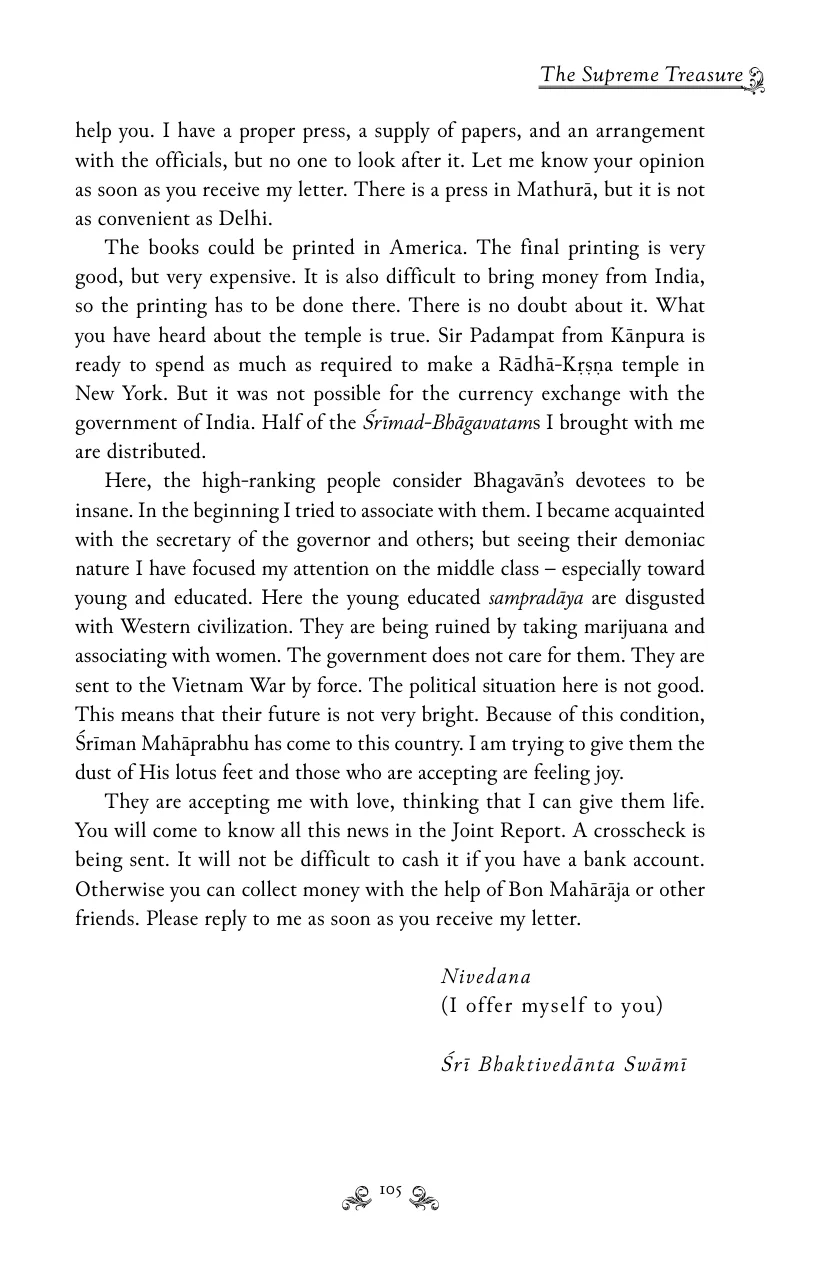 The Supreme Treasure
help you. I have a proper press, a supply of papers, and an arrangement
with the officials, but no one to look after it. Let me know your opinion
as soon as you receive my letter. There is a press in Mathurā, but it is not
as convenient as Delhi.
The books could be printed in America. The final printing is very
good, but very expensive. It is also difficult to bring money from India,
so the printing has to be done there. There is no doubt about it. What
you have heard about the temple is true. Sir Padampat from Kānpura is
ready to spend as much as required to make a Rādhā-Kṛṣṇa temple in
New York. But it was not possible for the currency exchange with the
government of India. Half of the Śrīmad-Bhāgavatams I brought with me
are distributed.
Here, the high-ranking people consider Bhagavān’s devotees to be
insane. In the beginning I tried to associate with them. I became acquainted
with the secretary of the governor and others; but seeing their demoniac
nature I have focused my attention on the middle class – especially toward
young and educated. Here the young educated sampradāya are disgusted
with Western civilization. They are being ruined by taking marijuana and
associating with women. The government does not care for them. They are
sent to the Vietnam War by force. The political situation here is not good.
This means that their future is not very bright. Because of this condition,
Śrīman Mahāprabhu has come to this country. I am trying to give them the
dust of His lotus feet and those who are accepting are feeling joy.
They are accepting me with love, thinking that I can give them life.
You will come to know all this news in the Joint Report. A crosscheck is
being sent. It will not be difficult to cash it if you have a bank account.
Otherwise you can collect money with the help of Bon Mahārāja or other
friends. Please reply to me as soon as you receive my letter.
Nivedana
(I offer myself to you)
Śrī Bhaktivedānta Swāmī
105